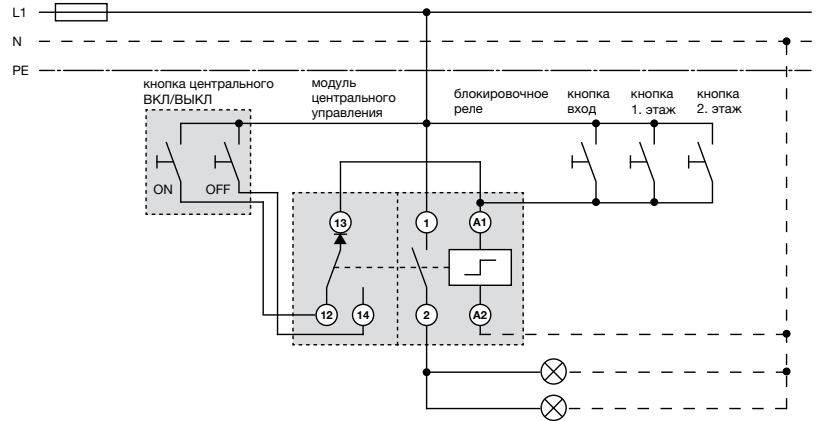 L1
N
PE
кнопка центрального
ВКЛ/ВЫКЛ
модуль
центрального
управления
блокировочное
реле
кнопка
вход
кнопка
1. этаж
кнопка
2. этаж
ON
OFF
13
1
A1
12
14
2
A2